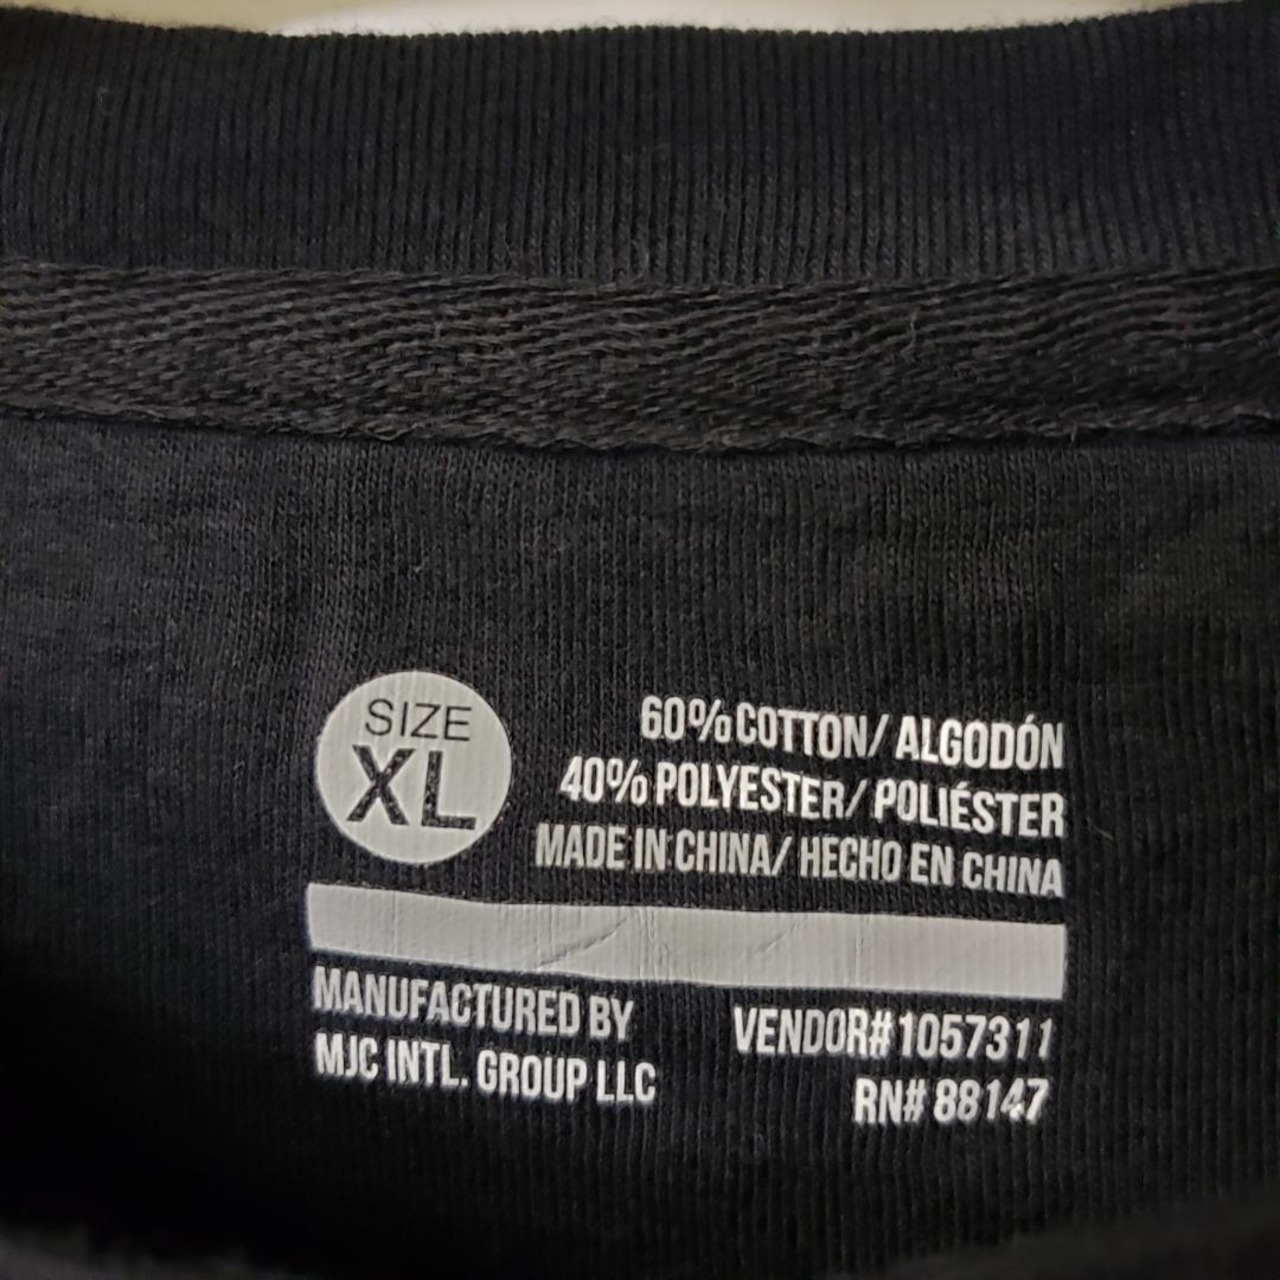 SIZE
XL
60% COTTON/ ALGODÓN
40% POLYESTER/ POLIÉSTER
MADE IN CHINA/ HECHO EN CHINA
MANUFACTURED BY
MJC INTL. GROUP LLC
VENDOR# 1057311
RN# 88147